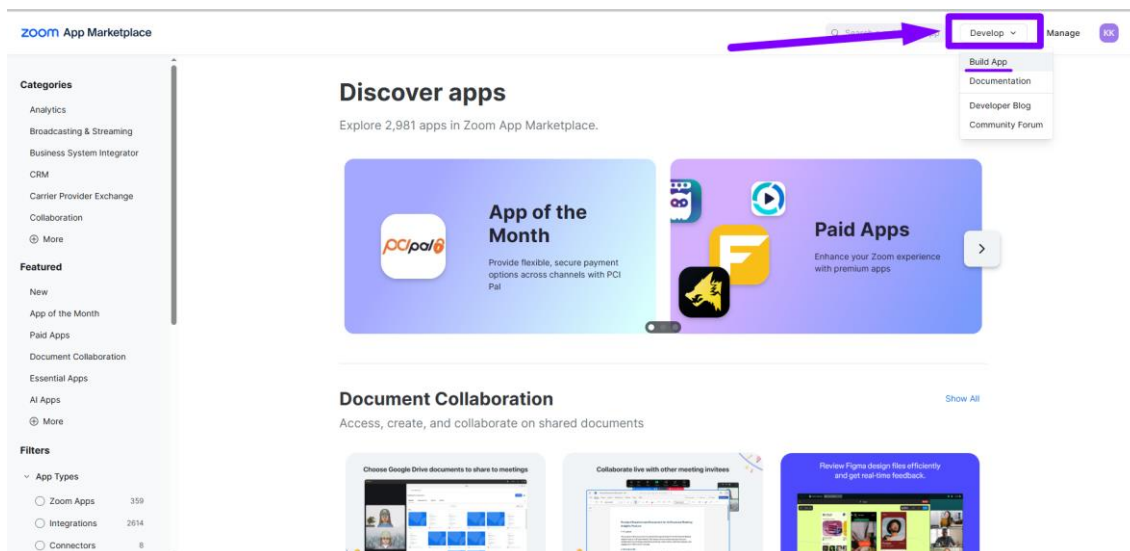 zoom App Marketplace
Develop
Manage
KK
Build App
Documentation
Developer Blog
Community Forum
Categories
Analytics
Broadcasting & Streaming
Business System Integrator
CRM
Carrier Provider Exchange
Collaboration
More
Featured
New
App of the Month
Paid Apps
Document Collaboration
Essential Apps
AI Apps
More
Filters
App Types
Zoom Apps 359
Integrations 2614
Connectors 8
Discover apps
Explore 2,981 apps in Zoom App Marketplace.
pcipal
App of the
Month
Provide flexible, secure payment
options across channels with PCI
Pal
Paid Apps
Enhance your Zoom experience
with premium apps
Document Collaboration
Show All
Access, create, and collaborate on shared documents
Choose Google Drive documents to share to meetings
Collaborate live with other meeting invitees
Review Figma design files efficiently
and get real-time feedback.